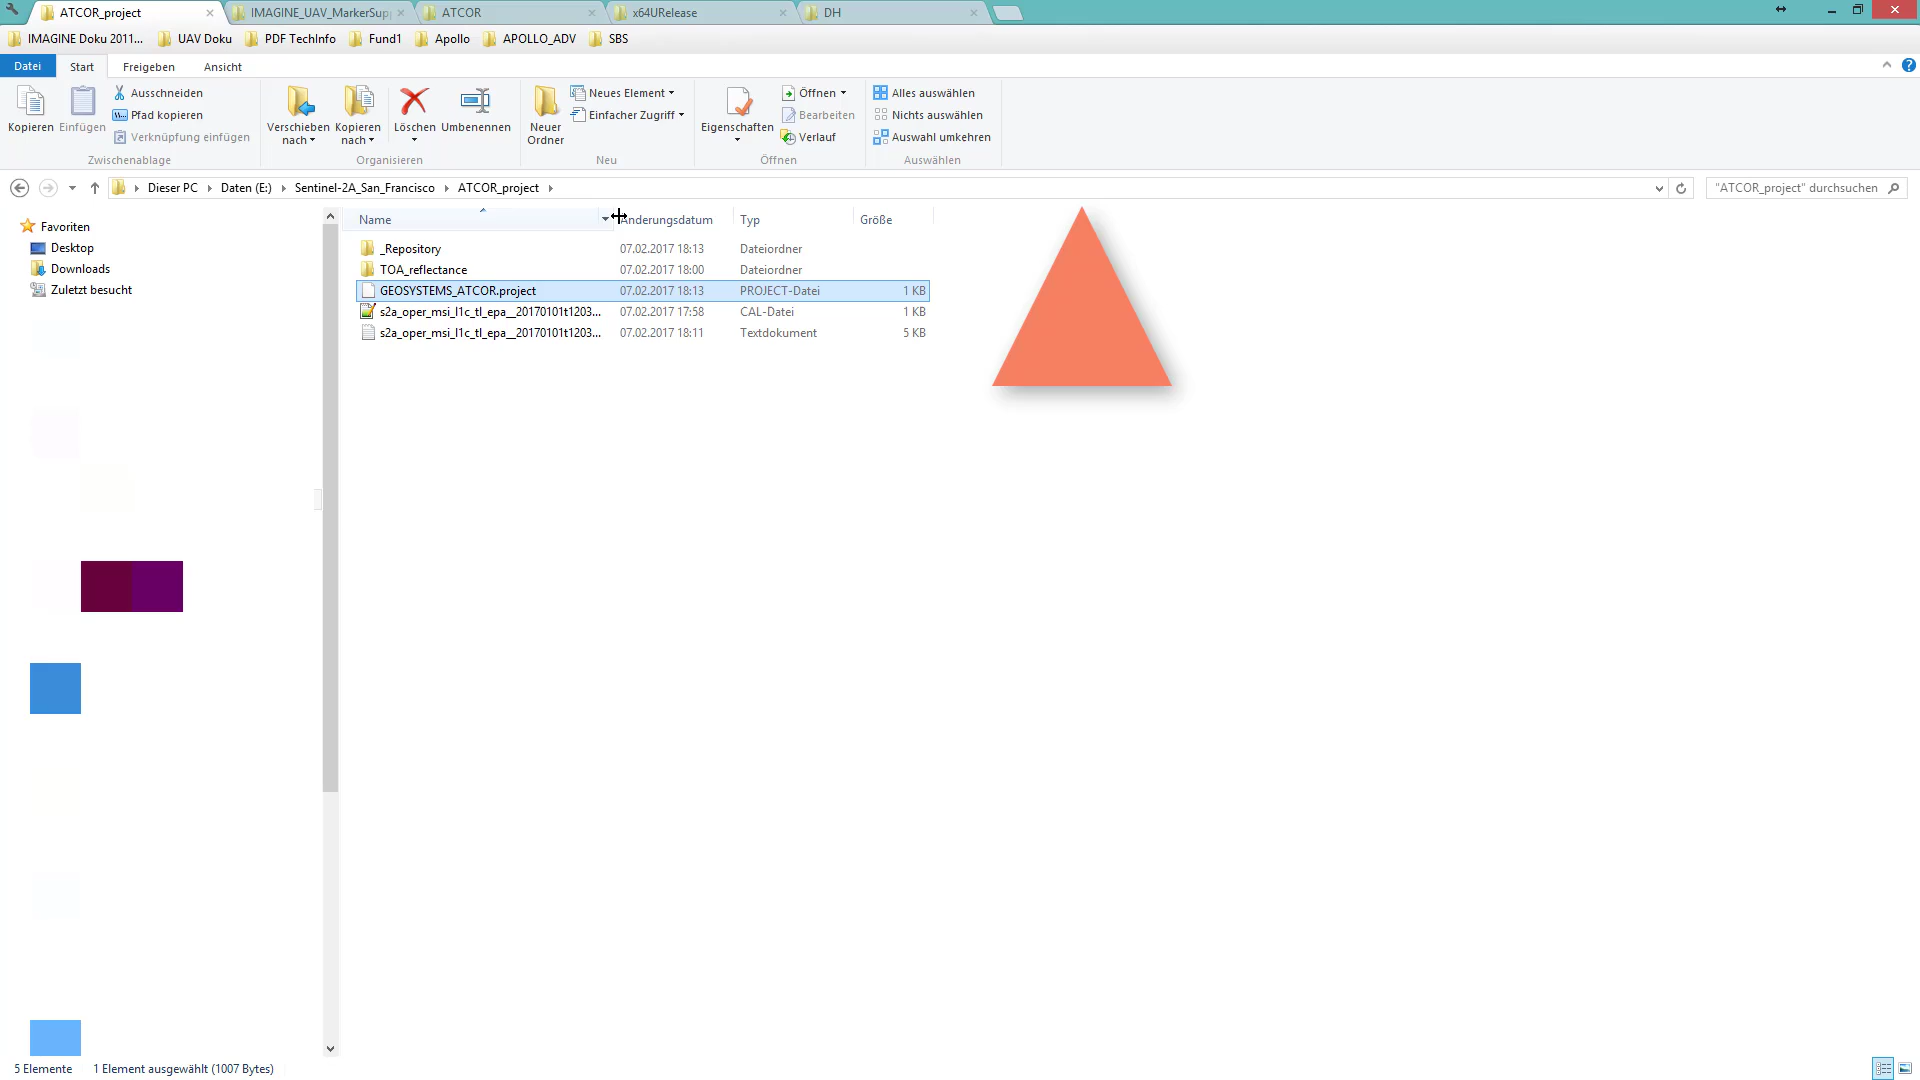 ATCOR_project IMAGINE_UAV_MarkerSup ATCOR x64URelease DH
IMAGINE Doku 2011... UAV Doku PDF TechInfo Fund1 Apollo APOLLO_ADV SBS
Datei Start Freigeben Ansicht
Kopieren
Einfügen
Ausschneiden
Pfad kopieren
Verknüpfung einfügen
Zwischenablage
Verschieben
nach
Kopieren
nach
Löschen
Umbenennen
Organisieren
Neuer
Ordner
Neues Element
Einfacher Zugriff
Neu
Eigenschaften
Öffnen
Bearbeiten
Verlauf
Öffnen
Alles auswählen
Nichts auswählen
Auswahl umkehren
Auswählen
Dieser PC Daten (E:) Sentinel-2A_San_Francisco ATCOR_project
"ATCOR_project" durchsuchen
Favoriten
Desktop
Downloads
Zuletzt besucht
Name Änderungsdatum Typ Größe
_Repository 07.02.2017 18:13 Dateiordner
TOA_reflectance 07.02.2017 18:00 Dateiordner
GEOSYSTEMS_ATCOR.project 07.02.2017 18:13 PROJECT-Datei 1 KB
s2a_oper_msi_l1c_tl_epa__20170101t1203... 07.02.2017 17:58 CAL-Datei 1 KB
s2a_oper_msi_l1c_tl_epa__20170101t1203... 07.02.2017 18:11 Textdokument 5 KB
5 Elemente 1 Element ausgewählt (1007 Bytes)